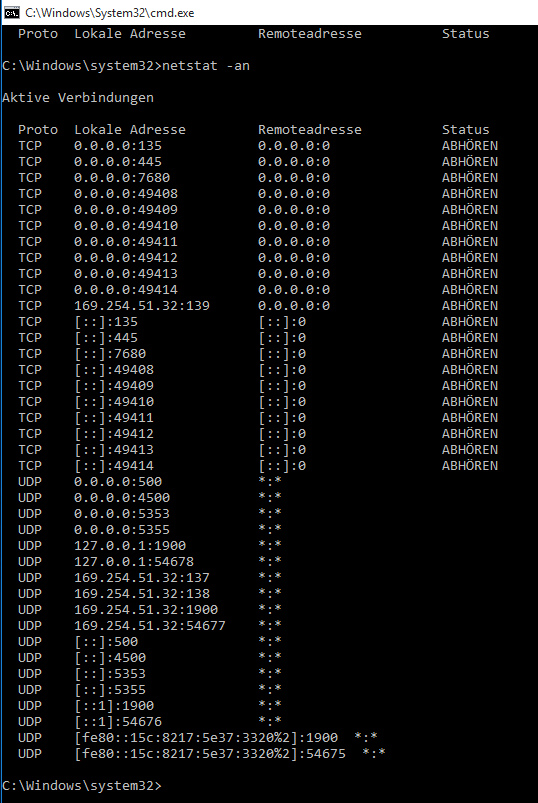 C:\Windows\System32\cmd.exe
Proto Lokale Adresse Remoteadresse Status
C:\Windows\system32>netstat -an
Aktive Verbindungen
Proto Lokale Adresse Remoteadresse Status
TCP 0.0.0.0:135 0.0.0.0:0 ABHÖREN
TCP 0.0.0.0:445 0.0.0.0:0 ABHÖREN
TCP 0.0.0.0:7680 0.0.0.0:0 ABHÖREN
TCP 0.0.0.0:49408 0.0.0.0:0 ABHÖREN
TCP 0.0.0.0:49409 0.0.0.0:0 ABHÖREN
TCP 0.0.0.0:49410 0.0.0.0:0 ABHÖREN
TCP 0.0.0.0:49411 0.0.0.0:0 ABHÖREN
TCP 0.0.0.0:49412 0.0.0.0:0 ABHÖREN
TCP 0.0.0.0:49413 0.0.0.0:0 ABHÖREN
TCP 0.0.0.0:49414 0.0.0.0:0 ABHÖREN
TCP 169.254.51.32:139 0.0.0.0:0 ABHÖREN
TCP [::]:135 [::]:0 ABHÖREN
TCP [::]:445 [::]:0 ABHÖREN
TCP [::]:7680 [::]:0 ABHÖREN
TCP [::]:49408 [::]:0 ABHÖREN
TCP [::]:49409 [::]:0 ABHÖREN
TCP [::]:49410 [::]:0 ABHÖREN
TCP [::]:49411 [::]:0 ABHÖREN
TCP [::]:49412 [::]:0 ABHÖREN
TCP [::]:49413 [::]:0 ABHÖREN
TCP [::]:49414 [::]:0 ABHÖREN
UDP 0.0.0.0:500 *:*
UDP 0.0.0.0:4500 *:*
UDP 0.0.0.0:5353 *:*
UDP 0.0.0.0:5355 *:*
UDP 127.0.0.1:1900 *:*
UDP 127.0.0.1:54678 *:*
UDP 169.254.51.32:137 *:*
UDP 169.254.51.32:138 *:*
UDP 169.254.51.32:1900 *:*
UDP 169.254.51.32:54677 *:*
UDP [::]:500 *:*
UDP [::]:4500 *:*
UDP [::]:5353 *:*
UDP [::]:5355 *:*
UDP [::1]:1900 *:*
UDP [::1]:54676 *:*
UDP [fe80::15c:8217:5e37:3320%2]:1900 *:*
UDP [fe80::15c:8217:5e37:3320%2]:54675 *:*
C:\Windows\system32>